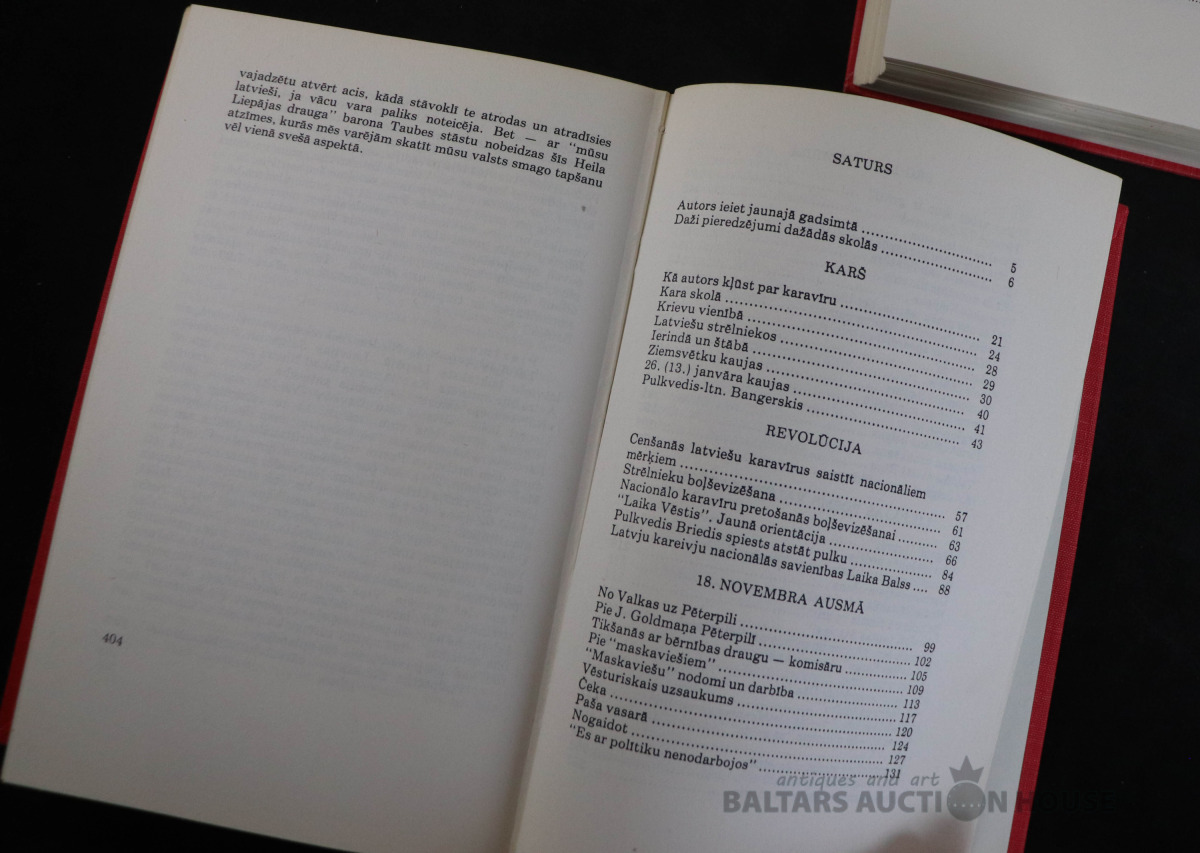 vajadzētu atvērt acis, kādā stāvoklī te atrodas un atradīsies
latvieši, ja vācu vara paliks noteicēja. Bet — ar "mūsu
Liepājas drauga" barona Taubes stāstu nobeidzas šīs Heila
atzīmes, kurās mēs varējām skatīt mūsu valsts smago tapšanu
vēl vienā svešā aspektā.
404
SATURS
Autors ieiet jaunajā gadsimtā ........................ 5
Daži pieredzējumi dažādās skolās .................... 6
KARŠ
Kā autors kļūst par karavīru ......................... 21
Kara skolā ............................................ 24
Krievu vienībā ........................................ 28
Latviešu strēlniekos .................................. 29
Ierindā un štābā ...................................... 30
Ziemsvētku kaujas ..................................... 40
26. (13.) janvāra kaujas .............................. 41
Pulkvedis-ltn. Bangerskis ............................. 43
REVOLŪCIJA
Cenšanās latviešu karavīrus saistīt nacionāliem
mērķiem ............................................... 57
Strēlnieku boļševizēšana .............................. 61
Nacionālo karavīru pretošanās boļševizēšanai ......... 63
"Laika Vēstis". Jaunā orientācija ..................... 66
Pulkvedis Briedis spiests atstāt pulku ................ 84
Latvju kareivju nacionālās savienības Laika Balss .... 88
18. NOVEMBRA AUSMĀ
No Valkas uz Pēterpili ................................ 99
Pie J. Goldmaņa Pēterpilī ............................. 102
Tikšanās ar bērnības draugu — komisāru ............... 105
Pie "maskaviešiem" .................................... 109
"Maskaviešu" nodomi un darbība ........................ 113
Vēsturiskais uzsaukums ................................ 117
Čeka .................................................. 120
Paša vasarā ........................................... 124
Nogaidot .............................................. 127
"Es ar polītiku nenodarbojos" ......................... 131
antiques and art
BALTARS AUCTION HOUSE